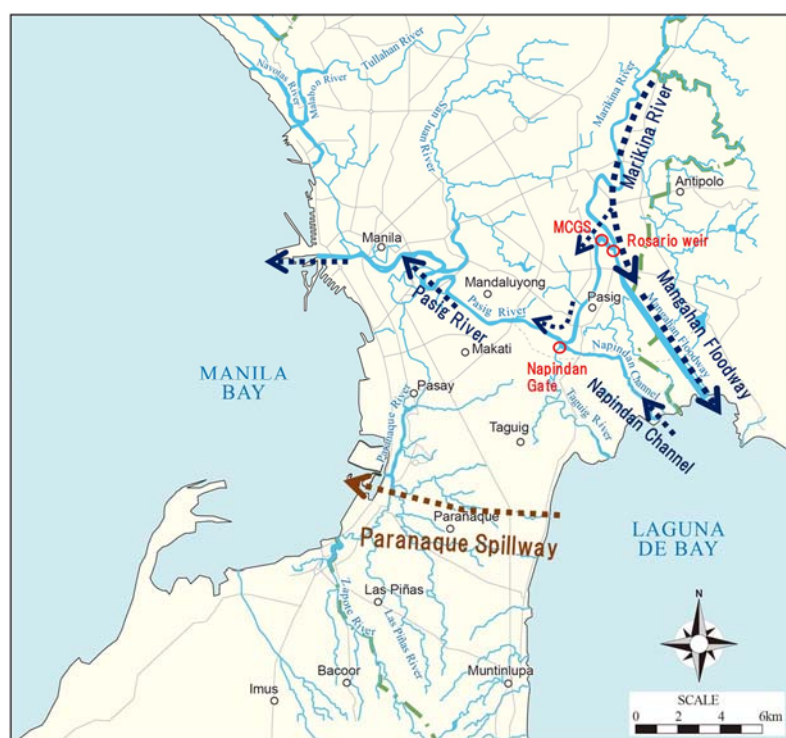 Navotas River
Malabon River
Tullahan River
San Juan
River
Marikina River
Marikina River
Antipolo
MCGS
Rosario weir
Manila
Mandaluyong
Pasig River
Pasig River
Pasig
Mangahan Floodway
Mangahan Floodway
Makati
Napindan
Gate
Napindan
Channel
Napindan Channel
MANILA
BAY
Pasay
Paranaque River
Taguig
Taguig River
Paranaque
Paranaque Spillway
LAGUNA
DE BAY
Zapote River
Las Piñas
Las Piñas
River
Bacoor
Imus
Muntinlupa
N
SCALE
0 2 4 6km